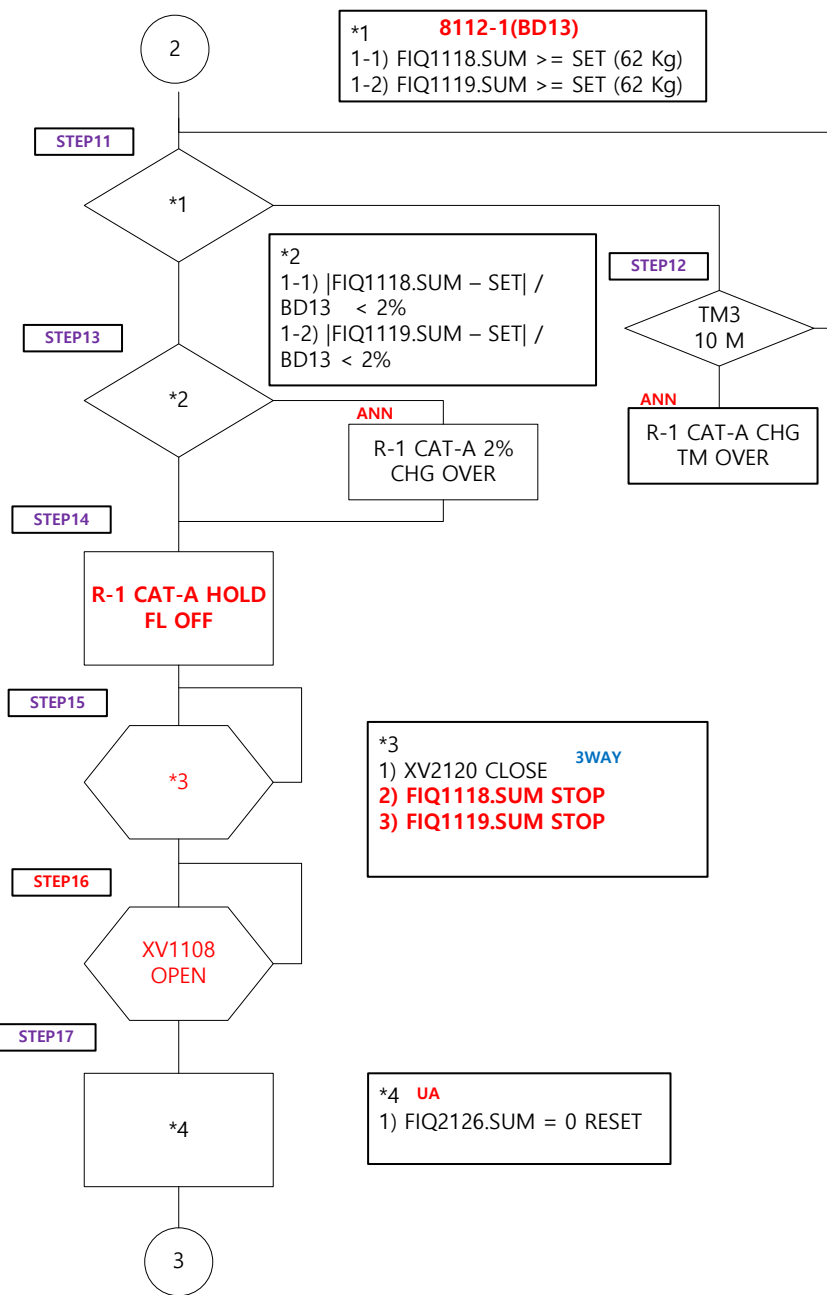 2
*1 8112-1(BD13)
1-1) FIQ1118.SUM >= SET (62 Kg)
1-2) FIQ1119.SUM >= SET (62 Kg)
STEP11
*1
*2
1-1) |FIQ1118.SUM – SET| /
BD13 < 2%
1-2) |FIQ1119.SUM – SET| /
BD13 < 2%
STEP12
TM3
10 M
STEP13
*2
ANN
R-1 CAT-A 2%
CHG OVER
ANN
R-1 CAT-A CHG
TM OVER
STEP14
R-1 CAT-A HOLD
FL OFF
STEP15
*3
*3
1) XV2120 CLOSE 3WAY
2) FIQ1118.SUM STOP
3) FIQ1119.SUM STOP
STEP16
XV1108
OPEN
STEP17
*4
*4 UA
1) FIQ2126.SUM = 0 RESET
3